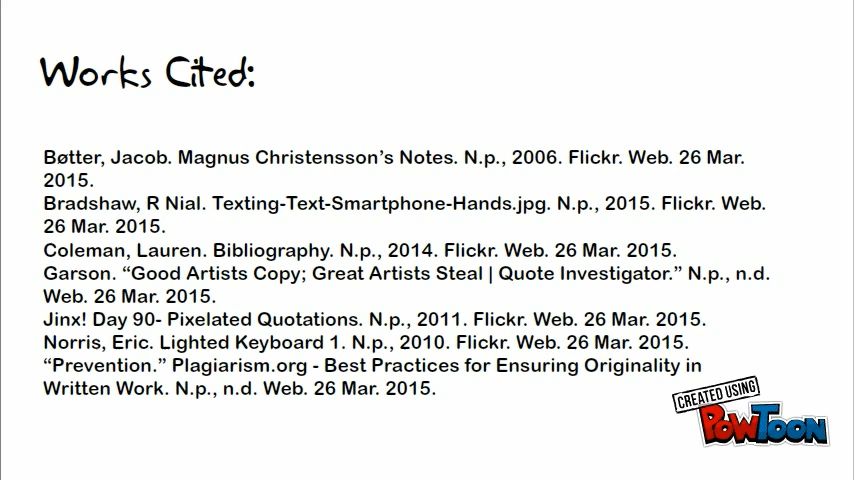 Works Cited:
Bøtter, Jacob. Magnus Christensson’s Notes. N.p., 2006. Flickr. Web. 26 Mar.
2015.
Bradshaw, R Nial. Texting-Text-Smartphone-Hands.jpg. N.p., 2015. Flickr. Web.
26 Mar. 2015.
Coleman, Lauren. Bibliography. N.p., 2014. Flickr. Web. 26 Mar. 2015.
Garson. “Good Artists Copy; Great Artists Steal | Quote Investigator.” N.p., n.d.
Web. 26 Mar. 2015.
Jinx! Day 90- Pixelated Quotations. N.p., 2011. Flickr. Web. 26 Mar. 2015.
Norris, Eric. Lighted Keyboard 1. N.p., 2010. Flickr. Web. 26 Mar. 2015.
“Prevention.” Plagiarism.org - Best Practices for Ensuring Originality in
Written Work. N.p., n.d. Web. 26 Mar. 2015.
CREATED USING
POWTOON